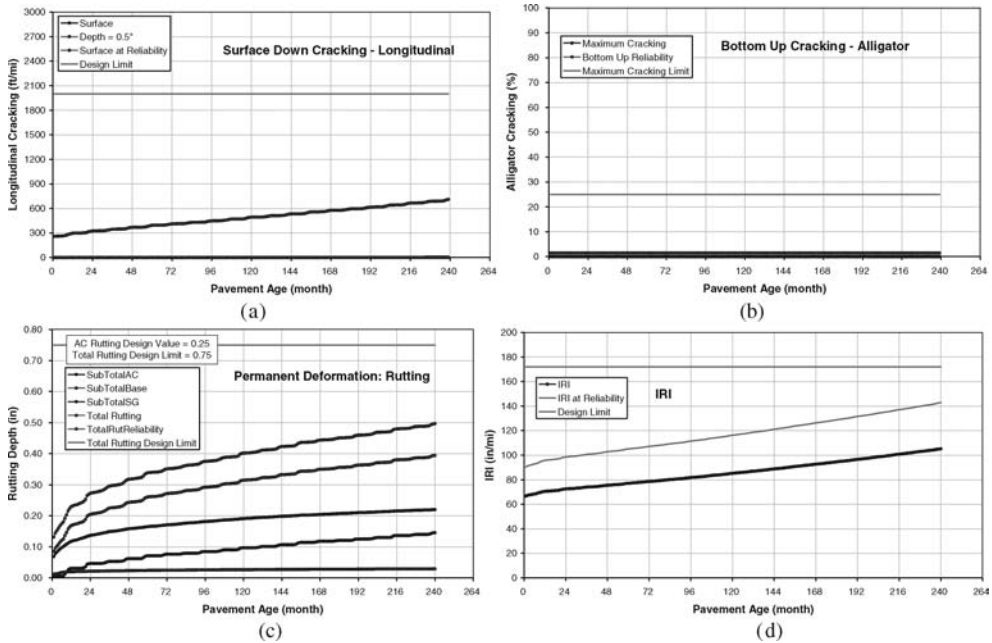 3000
2700
2400
2100
1800
1500
1200
900
600
300
0
Longitudinal Cracking (ft/mi)
Surface
Depth = 0.5"
Surface at Reliability
Design Limit
Surface Down Cracking - Longitudinal
0 24 48 72 96 120 144 168 192 216 240 264
Pavement Age (month)
(a)
100
90
80
70
60
50
40
30
20
10
0
Alligator Cracking (%)
Maximum Cracking
Bottom Up Reliability
Maximum Cracking Limit
Bottom Up Cracking - Alligator
0 24 48 72 96 120 144 168 192 216 240 264
Pavement Age (month)
(b)
0.80
0.70
0.60
0.50
0.40
0.30
0.20
0.10
0.00
Rutting Depth (in)
AC Rutting Design Value = 0.25
Total Rutting Design Limit = 0.75
SubTotalAC
SubTotalBase
SubTotalSG
Total Rutting
TotalRutReliability
Total Rutting Design Limit
Permanent Deformation: Rutting
0 24 48 72 96 120 144 168 192 216 240 264
Pavement Age (month)
(c)
200
180
160
140
120
100
80
60
40
20
0
IRI (in/mi)
IRI
IRI at Reliability
Design Limit
IRI
0 24 48 72 96 120 144 168 192 216 240 264
Pavement Age (month)
(d)